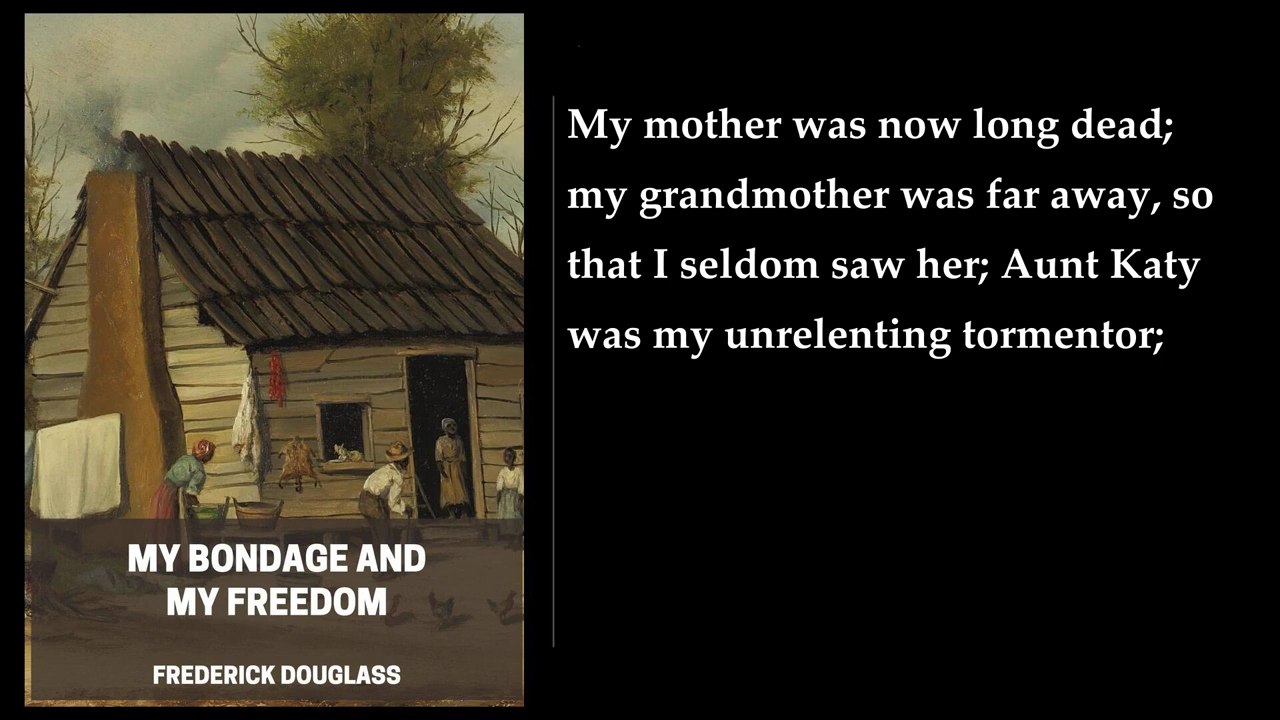 My mother was now long dead;
my grandmother was far away, so
that I seldom saw her; Aunt Katy
was my unrelenting tormentor;
MY BONDAGE AND
MY FREEDOM
FREDERICK DOUGLASS